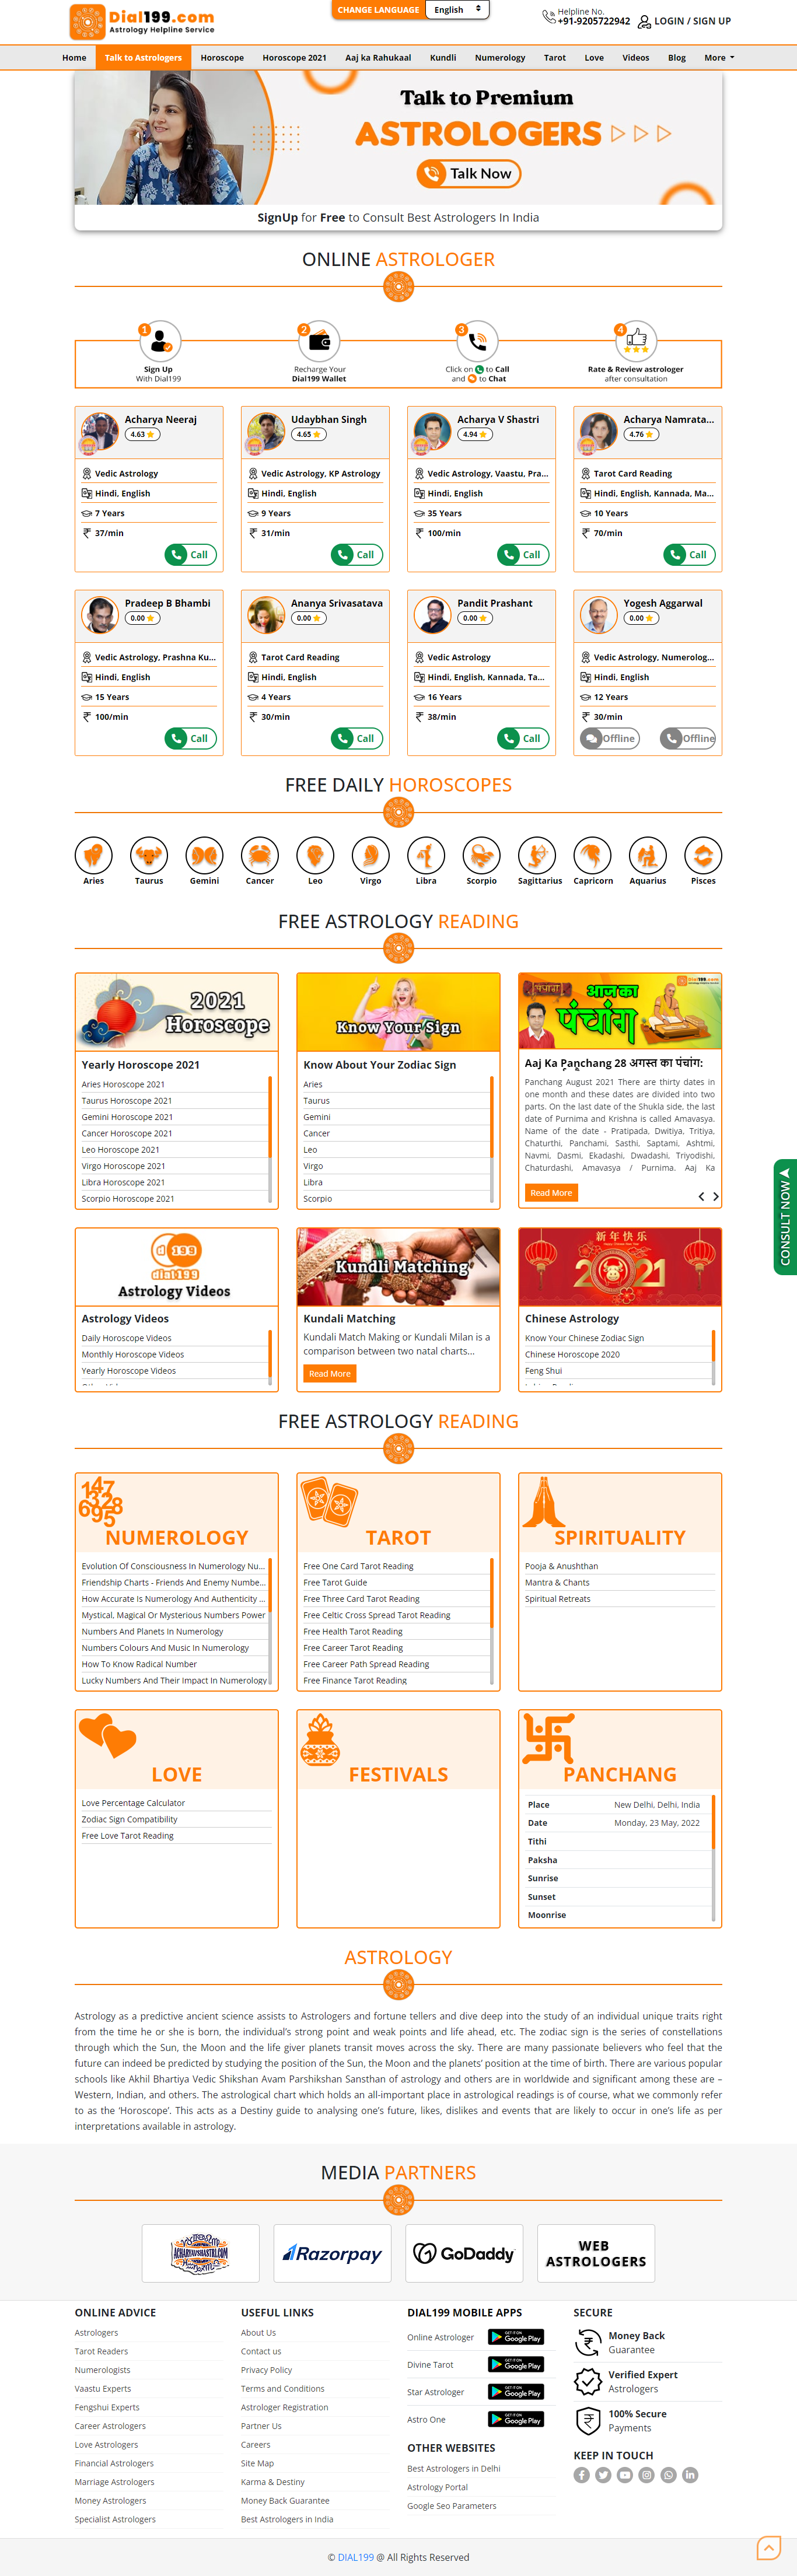 Dial199.com
Astrology Helpline Service
CHANGE LANGUAGE English
Helpline No.
+91-9205722942
LOGIN / SIGN UP
Home Talk to Astrologers Horoscope Horoscope 2021 Aaj ka Rahukaal Kundli Numerology Tarot Love Videos Blog More
Talk to Premium
ASTROLOGERS
Talk Now
SignUp for Free to Consult Best Astrologers In India
ONLINE ASTROLOGER
1 2 3 4
Sign Up
With Dial199
Recharge Your
Dial199 Wallet
Click on to Call
and to Chat
Rate & Review astrologer
after consultation
Acharya Neeraj
4.63
Vedic Astrology
Hindi, English
7 Years
₹ 37/min
Call
Udaybhan Singh
4.65
Vedic Astrology, KP Astrology
Hindi, English
9 Years
₹ 31/min
Call
Acharya V Shastri
4.94
Vedic Astrology, Vaastu, Pra...
Hindi, English
35 Years
₹ 100/min
Call
Acharya Namrata...
4.76
Tarot Card Reading
Hindi, English, Kannada, Ma...
10 Years
₹ 70/min
Call
Pradeep B Bhambi
0.00
Vedic Astrology, Prashna Ku...
Hindi, English
15 Years
₹ 100/min
Call
Ananya Srivasatava
0.00
Tarot Card Reading
Hindi, English
4 Years
₹ 30/min
Call
Pandit Prashant
0.00
Vedic Astrology
Hindi, English, Kannada, Ta...
16 Years
₹ 38/min
Call
Yogesh Aggarwal
0.00
Vedic Astrology, Numerolog...
Hindi, English
12 Years
₹ 30/min
Offline Offline
FREE DAILY HOROSCOPES
Aries Taurus Gemini Cancer Leo Virgo Libra Scorpio Sagittarius Capricorn Aquarius Pisces
FREE ASTROLOGY READING
2021
Horoscope
Yearly Horoscope 2021
Aries Horoscope 2021
Taurus Horoscope 2021
Gemini Horoscope 2021
Cancer Horoscope 2021
Leo Horoscope 2021
Virgo Horoscope 2021
Libra Horoscope 2021
Scorpio Horoscope 2021
Know Your Sign
Know About Your Zodiac Sign
Aries
Taurus
Gemini
Cancer
Leo
Virgo
Libra
Scorpio
Dial199.com
पंचांग
आज का
पंचांग
Aaj Ka Panchang 28 अगस्त का पंचांग:
Panchang August 2021 There are thirty dates in
one month and these dates are divided into two
parts. On the last date of the Shukla side, the last
date of Purnima and Krishna is called Amavasya.
Name of the date - Pratipada, Dwitiya, Tritiya,
Chaturthi, Panchami, Sasthi, Saptami, Ashtmi,
Navmi, Dasmi, Ekadashi, Dwadashi, Triyodishi,
Chaturdashi, Amavasya / Purnima. Aaj Ka
Read More
CONSULT NOW
199
dial199
Astrology Videos
Astrology Videos
Daily Horoscope Videos
Monthly Horoscope Videos
Yearly Horoscope Videos
Kundli Matching
Kundali Matching
Kundali Match Making or Kundali Milan is a
comparison between two natal charts...
Read More
新年快乐
2021
Chinese Astrology
Know Your Chinese Zodiac Sign
Chinese Horoscope 2020
Feng Shui
FREE ASTROLOGY READING
NUMEROLOGY
Evolution Of Consciousness In Numerology Nu...
Friendship Charts - Friends And Enemy Numbe...
How Accurate Is Numerology And Authenticity ...
Mystical, Magical Or Mysterious Numbers Power
Numbers And Planets In Numerology
Numbers Colours And Music In Numerology
How To Know Radical Number
Lucky Numbers And Their Impact In Numerology
TAROT
Free One Card Tarot Reading
Free Tarot Guide
Free Three Card Tarot Reading
Free Celtic Cross Spread Tarot Reading
Free Health Tarot Reading
Free Career Tarot Reading
Free Career Path Spread Reading
Free Finance Tarot Reading
SPIRITUALITY
Pooja & Anushthan
Mantra & Chants
Spiritual Retreats
LOVE
Love Percentage Calculator
Zodiac Sign Compatibility
Free Love Tarot Reading
FESTIVALS
PANCHANG
Place New Delhi, Delhi, India
Date Monday, 23 May, 2022
Tithi
Paksha
Sunrise
Sunset
Moonrise
ASTROLOGY
Astrology as a predictive ancient science assists to Astrologers and fortune tellers and dive deep into the study of an individual unique traits right
from the time he or she is born, the individual's strong point and weak points and life ahead, etc. The zodiac sign is the series of constellations
through which the Sun, the Moon and the life giver planets transit moves across the sky. There are many passionate believers who feel that the
future can indeed be predicted by studying the position of the Sun, the Moon and the planets' position at the time of birth. There are various popular
schools like Akhil Bhartiya Vedic Shikshan Avam Parshikshan Sansthan of astrology and others are in worldwide and significant among these are –
Western, Indian, and others. The astrological chart which holds an all-important place in astrological readings is of course, what we commonly refer
to as the 'Horoscope'. This acts as a Destiny guide to analysing one's future, likes, dislikes and events that are likely to occur in one's life as per
interpretations available in astrology.
MEDIA PARTNERS
ACHARYAVSHASTRI.COM
Razorpay
GoDaddy
WEB
ASTROLOGERS
ONLINE ADVICE
Astrologers
Tarot Readers
Numerologists
Vaastu Experts
Fengshui Experts
Career Astrologers
Love Astrologers
Financial Astrologers
Marriage Astrologers
Money Astrologers
Specialist Astrologers
USEFUL LINKS
About Us
Contact us
Privacy Policy
Terms and Conditions
Astrologer Registration
Partner Us
Careers
Site Map
Karma & Destiny
Money Back Guarantee
Best Astrologers in India
DIAL199 MOBILE APPS
Online Astrologer GET IT ON Google Play
Divine Tarot GET IT ON Google Play
Star Astrologer GET IT ON Google Play
Astro One GET IT ON Google Play
OTHER WEBSITES
Best Astrologers in Delhi
Astrology Portal
Google Seo Parameters
SECURE
Money Back
Guarantee
Verified Expert
Astrologers
100% Secure
Payments
KEEP IN TOUCH
© DIAL199 @ All Rights Reserved